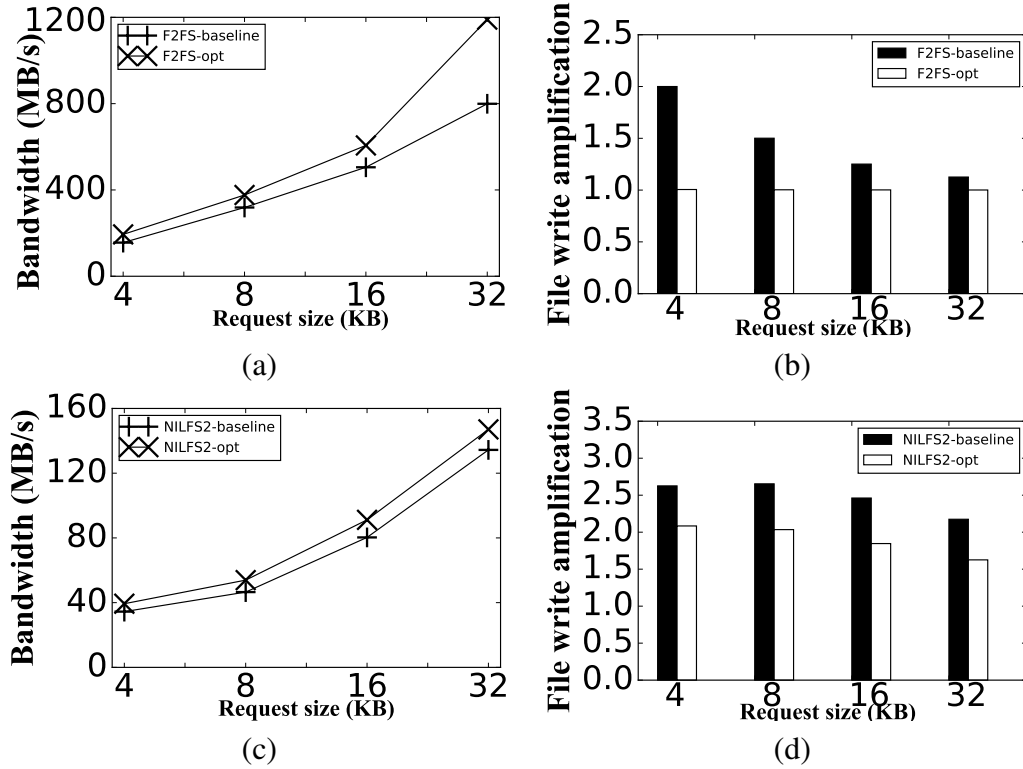 Bandwidth (MB/s)
1200
800
400
0
F2FS-baseline
F2FS-opt
4 8 16 32
Request size (KB)
(a)
File write amplification
2.5
2.0
1.5
1.0
0.5
0.0
F2FS-baseline
F2FS-opt
4 8 16 32
Request size (KB)
(b)
Bandwidth (MB/s)
160
120
80
40
0
NILFS2-baseline
NILFS2-opt
4 8 16 32
Request size (KB)
(c)
File write amplification
3.5
3.0
2.5
2.0
1.5
1.0
0.5
0.0
NILFS2-baseline
NILFS2-opt
4 8 16 32
Request size (KB)
(d)